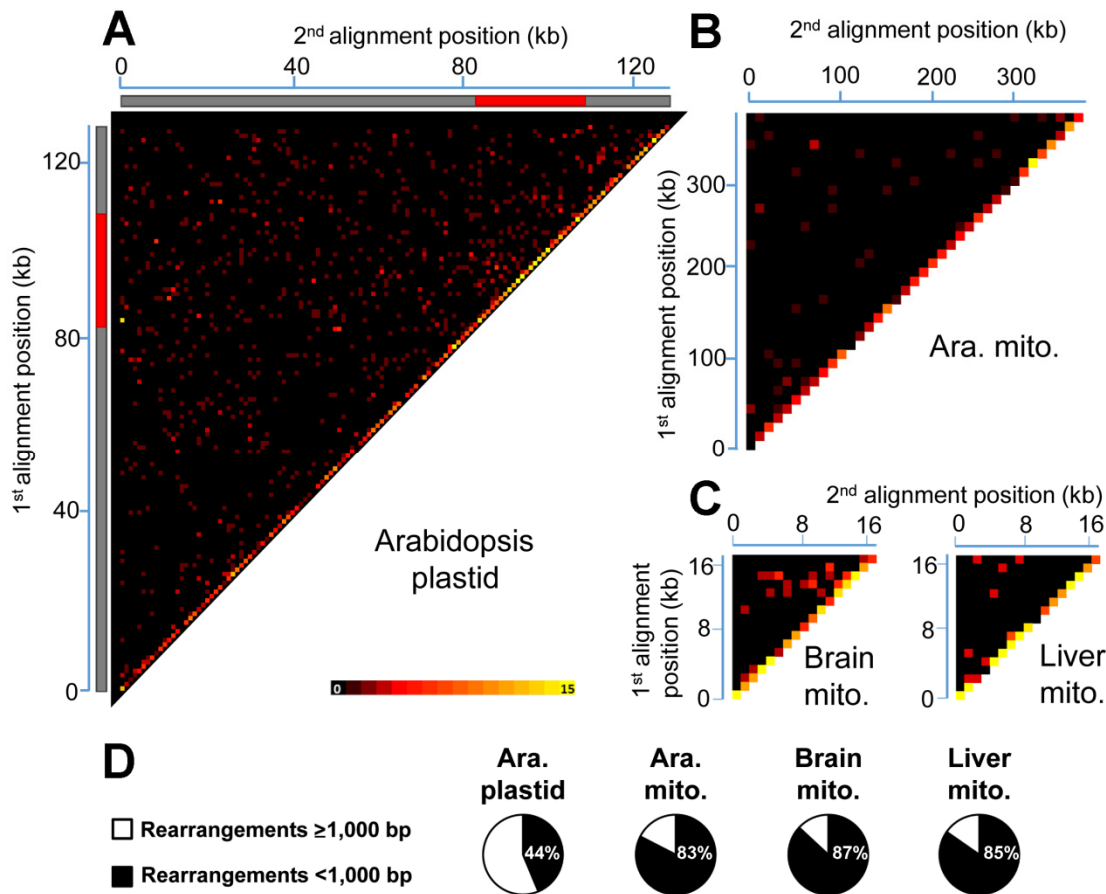 A
2nd alignment position (kb)
0 40 80 120
1st alignment position (kb)
120
80
40
0
Arabidopsis
plastid
0 15
B
2nd alignment position (kb)
0 100 200 300
1st alignment position (kb)
300
200
100
0
Ara. mito.
C
2nd alignment position (kb)
0 8 16
0 8 16
1st alignment
position (kb)
16
8
0
Brain
mito.
16
8
0
Liver
mito.
D
Ara.
plastid
Ara.
mito.
Brain
mito.
Liver
mito.
Rearrangements ≥1,000 bp
Rearrangements <1,000 bp
44%
83%
87%
85%